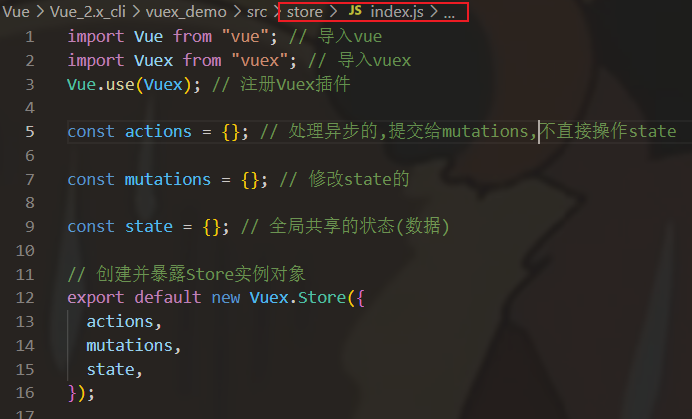 Vue > Vue_2.x_cli > vuex_demo > src > store > JS index.js > ...
1 import Vue from "vue"; // 导入vue
2 import Vuex from "vuex"; // 导入vuex
3 Vue.use(Vuex); // 注册Vuex插件
4
5 const actions = {}; // 处理异步的,提交给mutations,不直接操作state
6
7 const mutations = {}; // 修改state的
8
9 const state = {}; // 全局共享的状态(数据)
10
11 // 创建并暴露Store实例对象
12 export default new Vuex.Store({
13   actions,
14   mutations,
15   state,
16 });
17